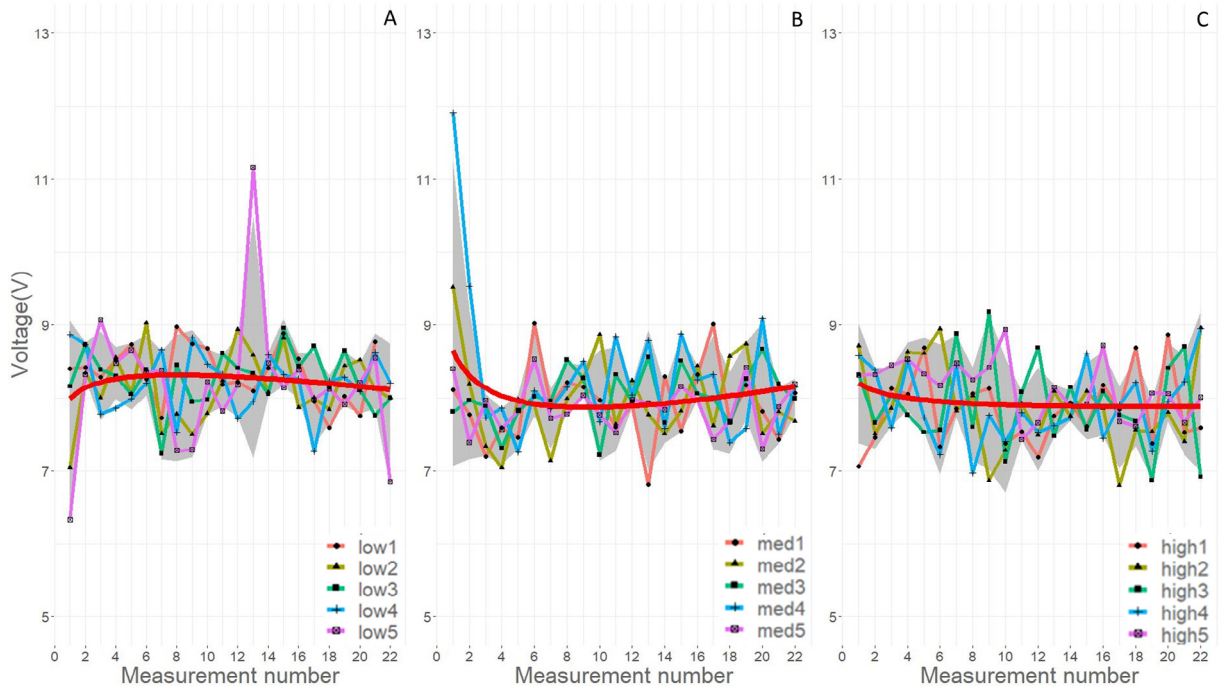 A
B
C
13
13
13
11
11
11
9
9
9
7
7
7
5
5
5
Voltage(V)
low1
low2
low3
low4
low5
med1
med2
med3
med4
med5
high1
high2
high3
high4
high5
0 2 4 6 8 10 12 14 16 18 20 22
0 2 4 6 8 10 12 14 16 18 20 22
0 2 4 6 8 10 12 14 16 18 20 22
Measurement number
Measurement number
Measurement number